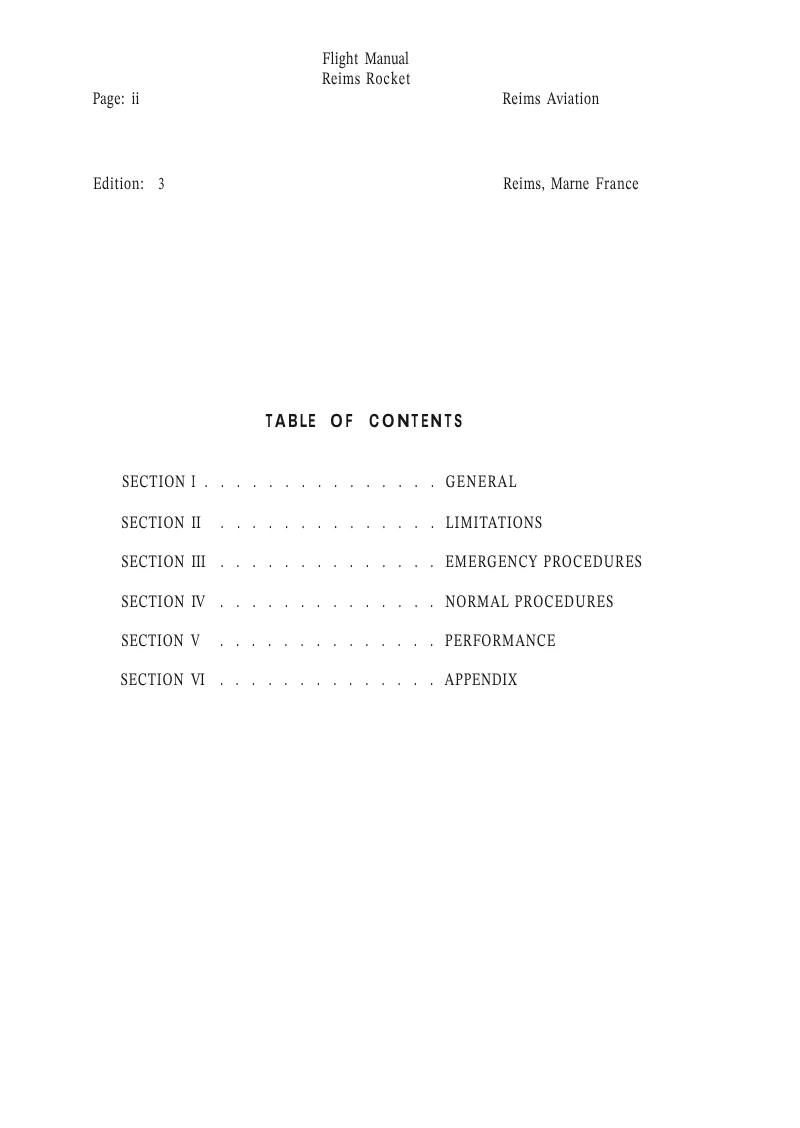 Flight Manual
Reims Rocket
Page: ii Reims Aviation
Edition: 3 Reims, Marne France
TABLE OF CONTENTS
SECTION I . . . . . . . . . . . . . . . GENERAL
SECTION II . . . . . . . . . . . . . . LIMITATIONS
SECTION III . . . . . . . . . . . . . . EMERGENCY PROCEDURES
SECTION IV . . . . . . . . . . . . . . NORMAL PROCEDURES
SECTION V . . . . . . . . . . . . . . PERFORMANCE
SECTION VI . . . . . . . . . . . . . . APPENDIX